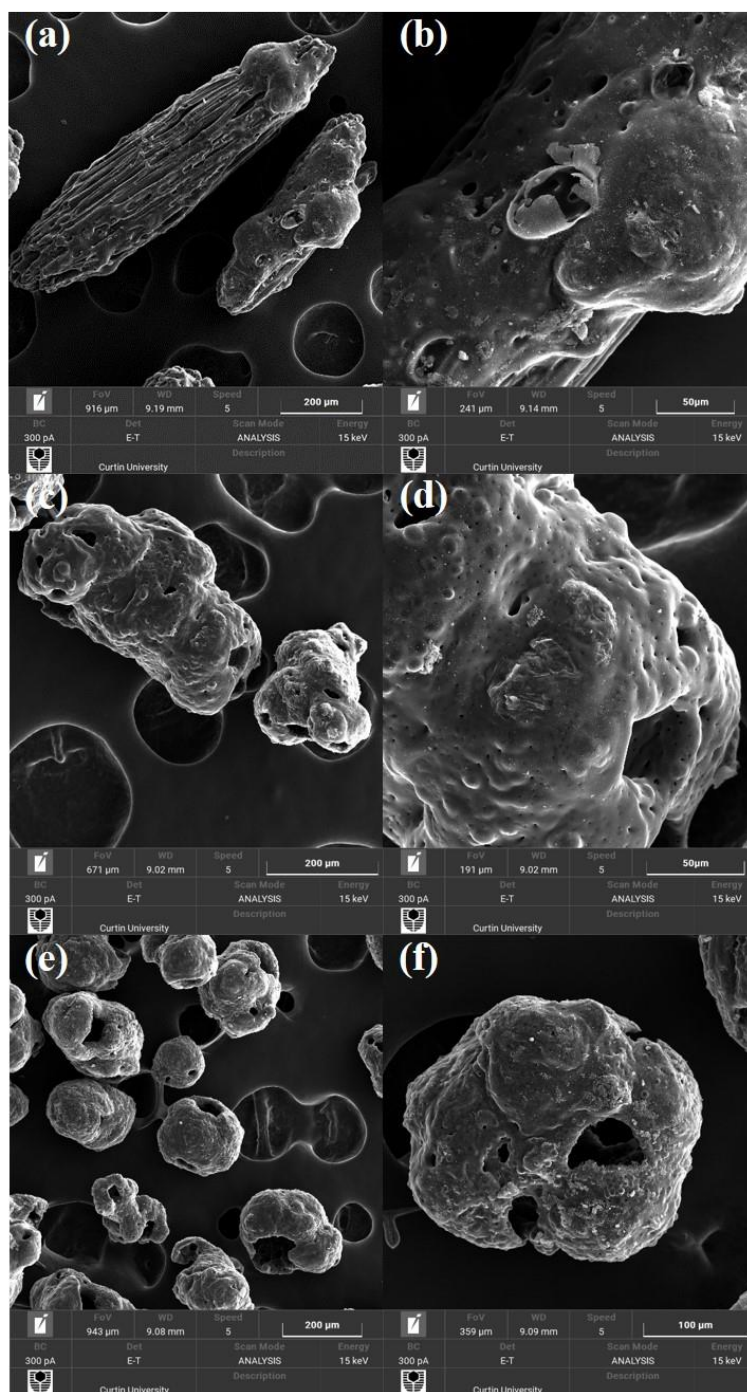 (a)
FoV WD Speed
916 µm 9.19 mm 5 200 µm
BC Det Scan Mode Energy
300 pA E-T ANALYSIS 15 keV
Description
Curtin University
(b)
FoV WD Speed
241 µm 9.14 mm 5 50µm
BC Det Scan Mode Energy
300 pA E-T ANALYSIS 15 keV
Description
Curtin University
(c)
FoV WD Speed
671 µm 9.02 mm 5 200 µm
BC Det Scan Mode Energy
300 pA E-T ANALYSIS 15 keV
Description
Curtin University
(d)
FoV WD Speed
191 µm 9.02 mm 5 50µm
BC Det Scan Mode Energy
300 pA E-T ANALYSIS 15 keV
Description
Curtin University
(e)
FoV WD Speed
943 µm 9.08 mm 5 200 µm
BC Det Scan Mode Energy
300 pA E-T ANALYSIS 15 keV
Description
Curtin University
(f)
FoV WD Speed
359 µm 9.09 mm 5 100 µm
BC Det Scan Mode Energy
300 pA E-T ANALYSIS 15 keV
Description
Curtin University